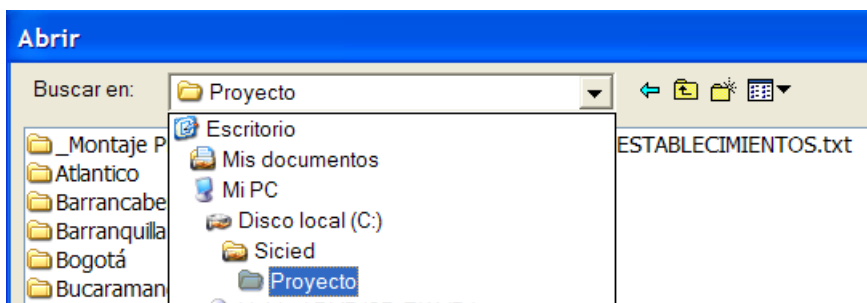 Abrir
Buscar en: Proyecto
Escritorio
Mis documentos
Mi PC
Disco local (C:)
Sicied
Proyecto
_Montaje P
Atlantico
Barrancabe
Barranquilla
Bogotá
Bucaraman
ESTABLECIMIENTOS.txt